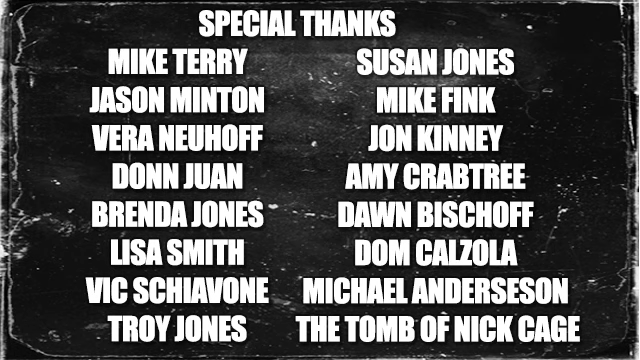 SPECIAL THANKS
MIKE TERRY
JASON MINTON
VERA NEUHOFF
DONN JUAN
BRENDA JONES
LISA SMITH
VIC SCHIAVONE
TROY JONES
SUSAN JONES
MIKE FINK
JON KINNEY
AMY CRABTREE
DAWN BISCHOFF
DOM CALZOLA
MICHAEL ANDERSESON
THE TOMB OF NICK CAGE